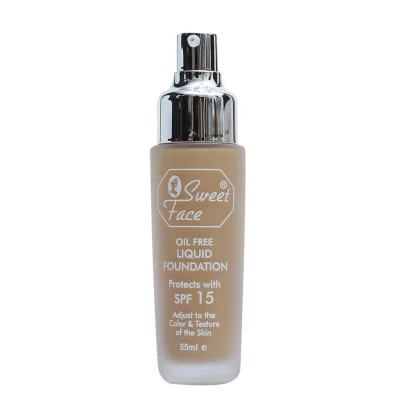 Sweet®
Face
OIL FREE
LIQUID
FOUNDATION
Protects with
SPF 15
Adjust to the
Color & Texture
of the Skin
55ml e